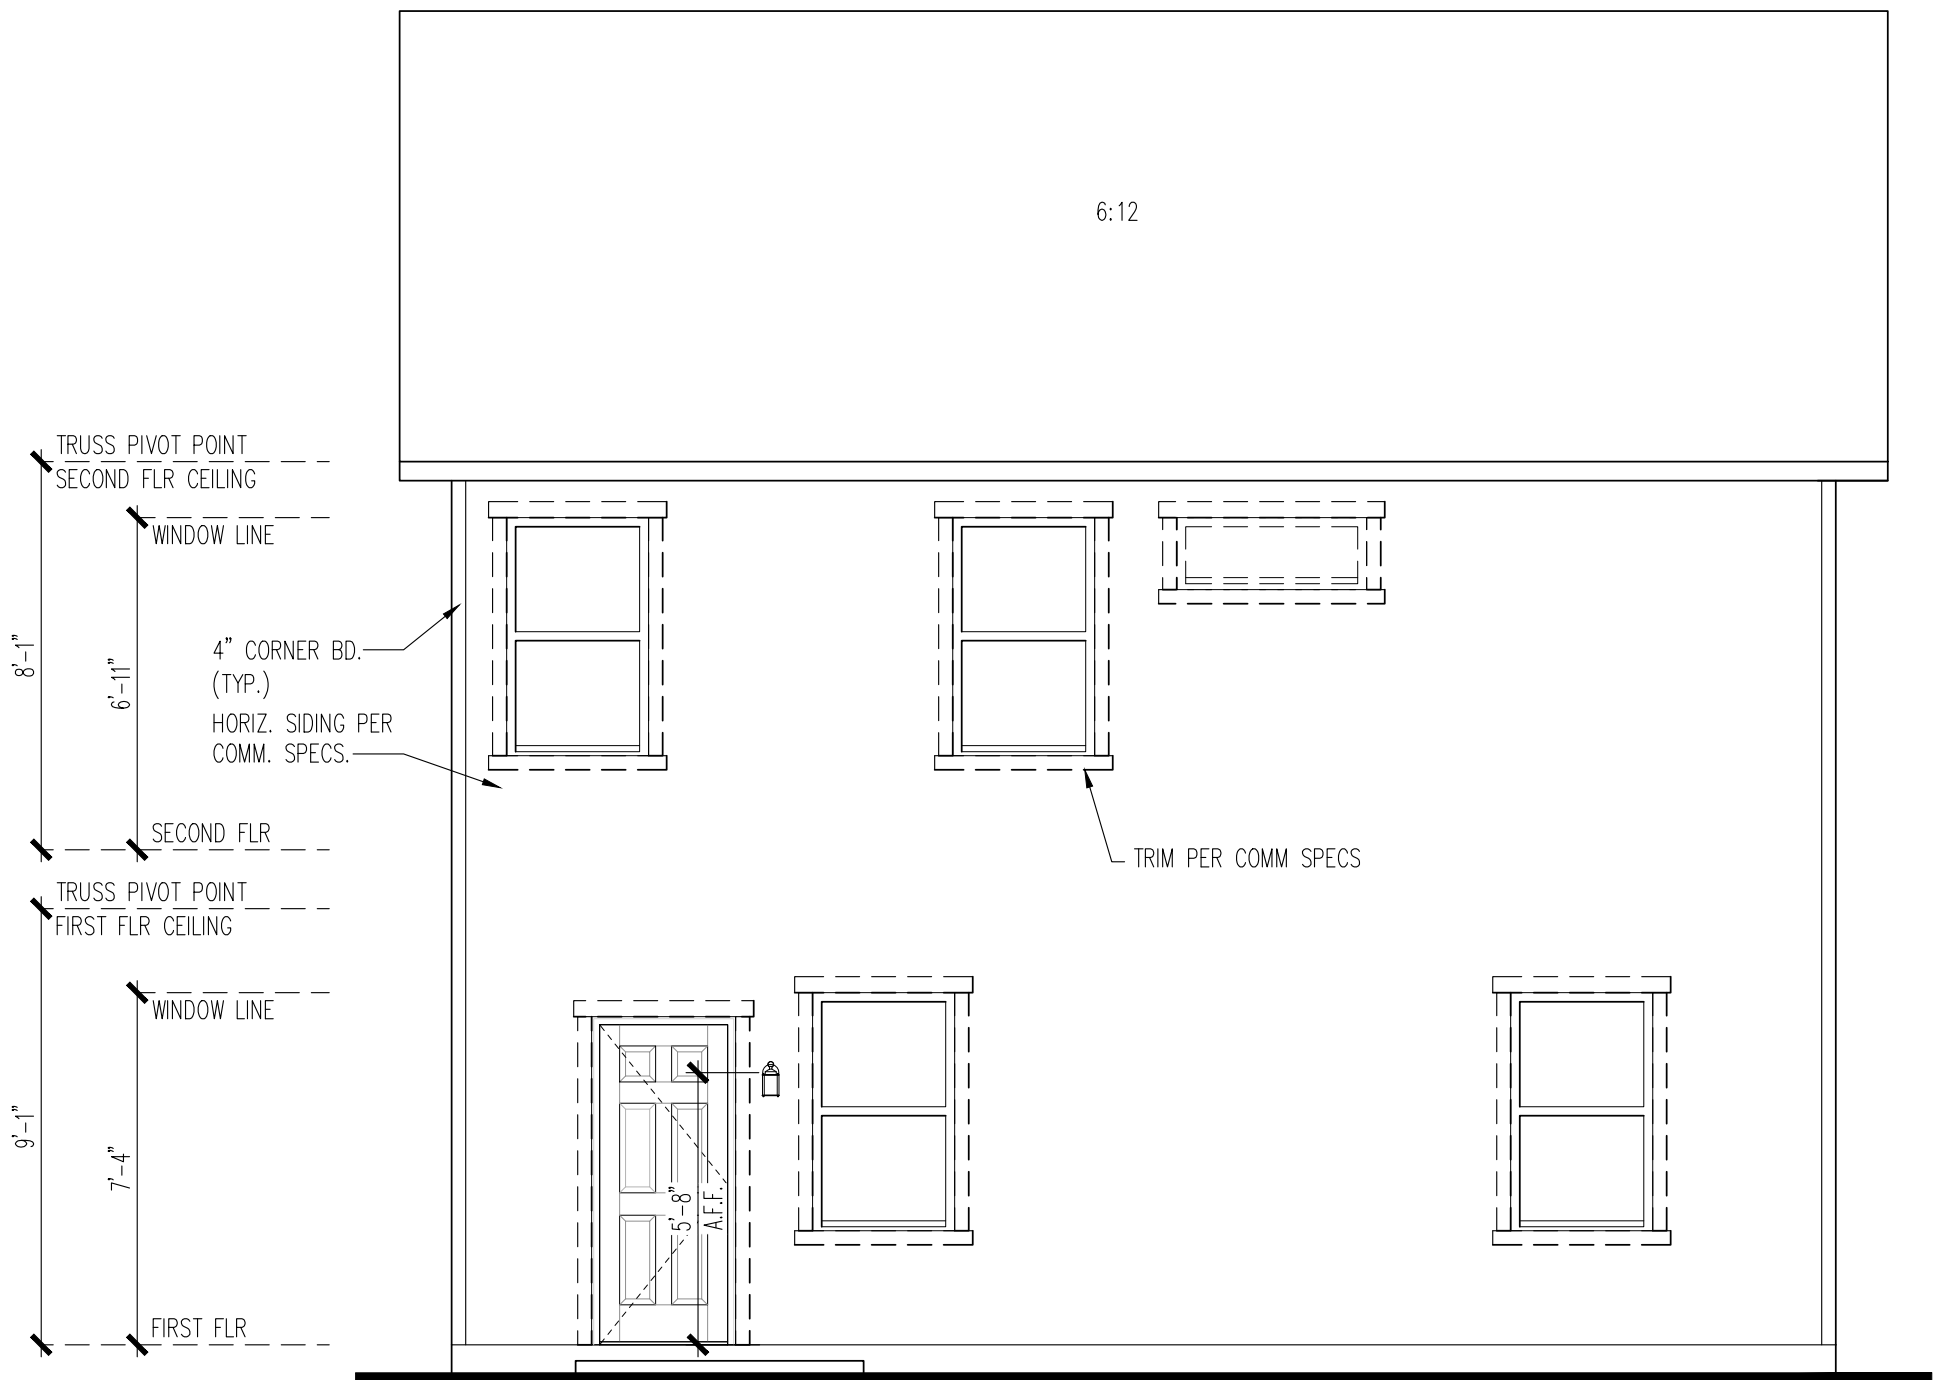 6:12
TRUSS PIVOT POINT
SECOND FLR CEILING
WINDOW LINE
8'-1"
6'-11"
4" CORNER BD.
(TYP.)
HORIZ. SIDING PER
COMM. SPECS.
SECOND FLR
TRIM PER COMM SPECS
TRUSS PIVOT POINT
FIRST FLR CEILING
WINDOW LINE
9'-1"
7'-4"
5'-8"
A.F.F.
FIRST FLR